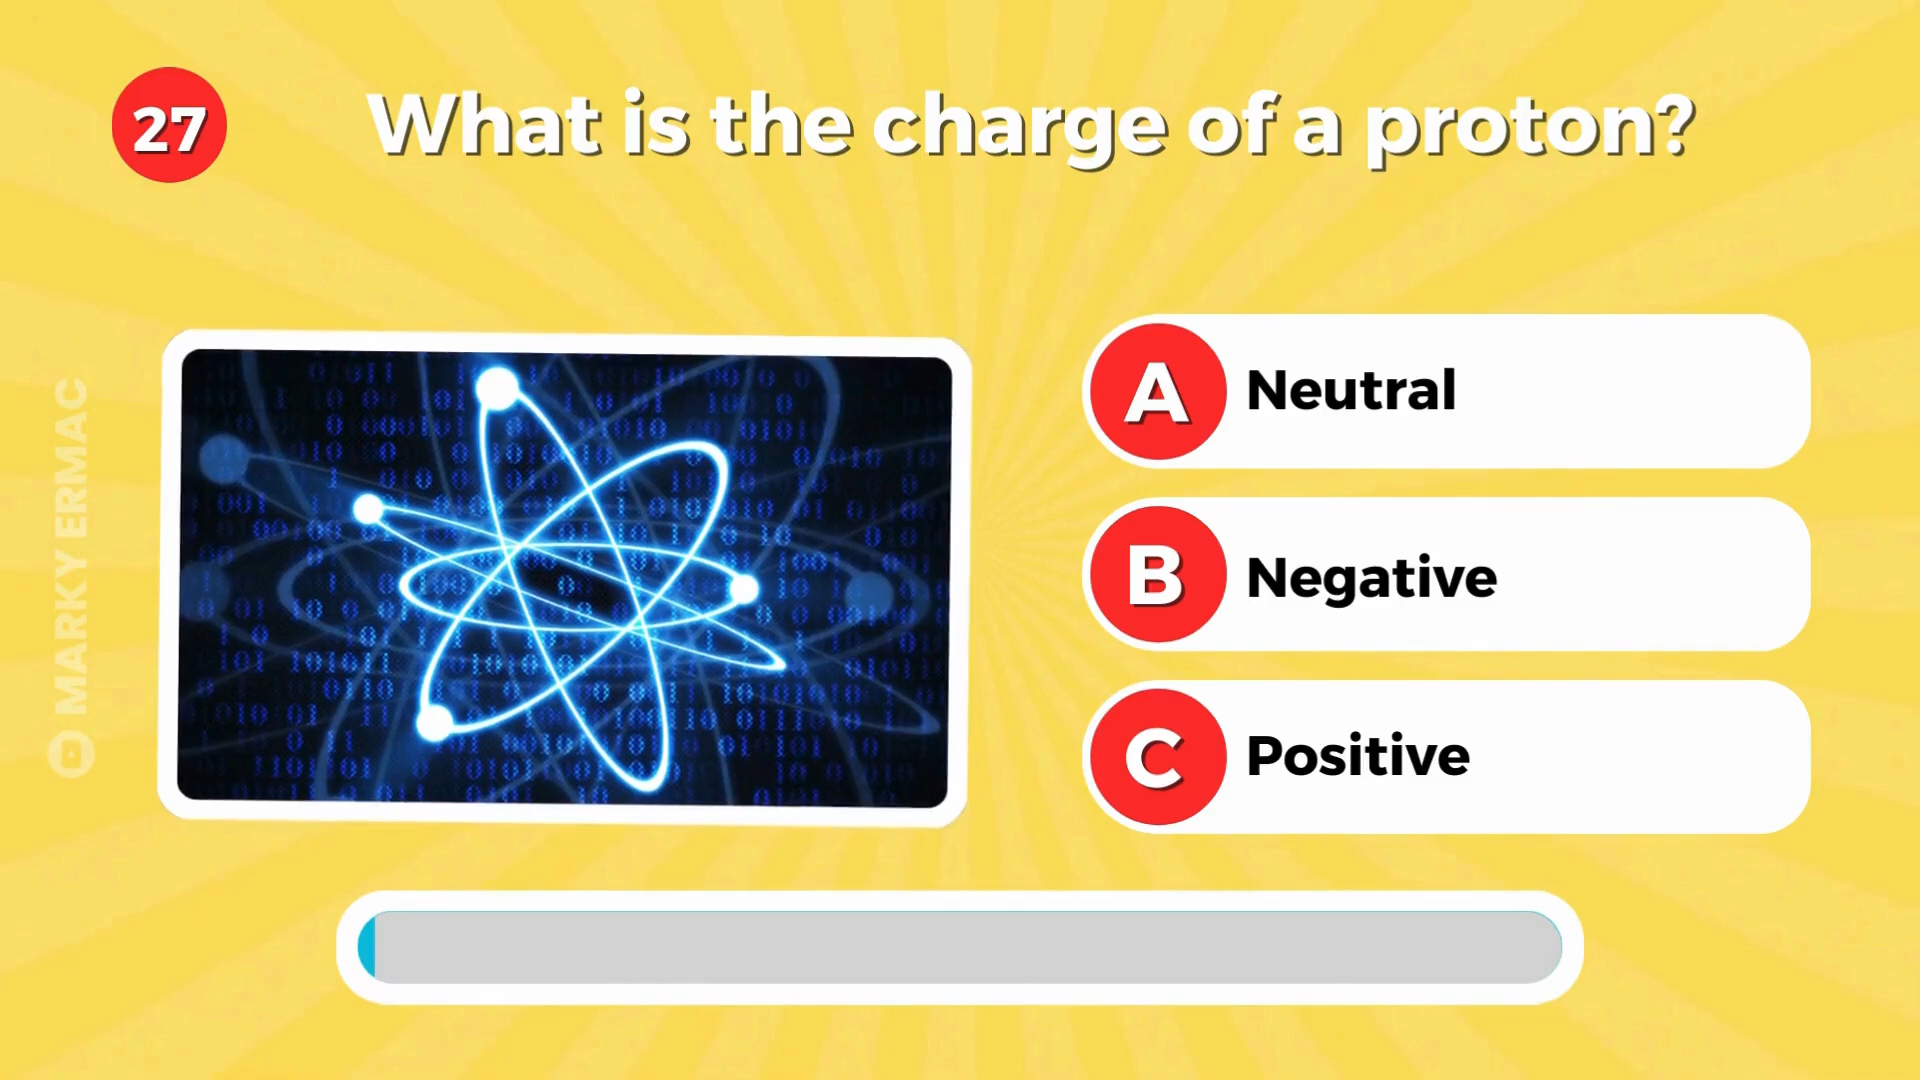 27
What is the charge of a proton?
A Neutral
B Negative
C Positive
MARKY ERMAC